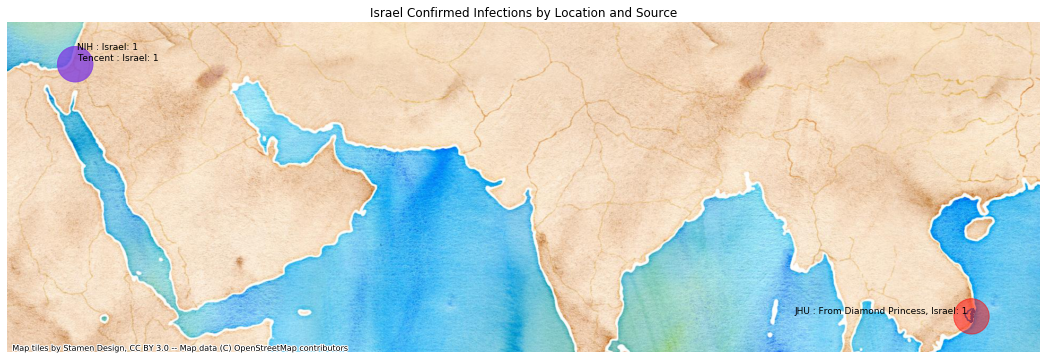 Israel Confirmed Infections by Location and Source
NIH : Israel: 1
Tencent : Israel: 1
JHU : From Diamond Princess, Israel: 1
Map tiles by Stamen Design, CC BY 3.0 -- Map data (C) OpenStreetMap contributors